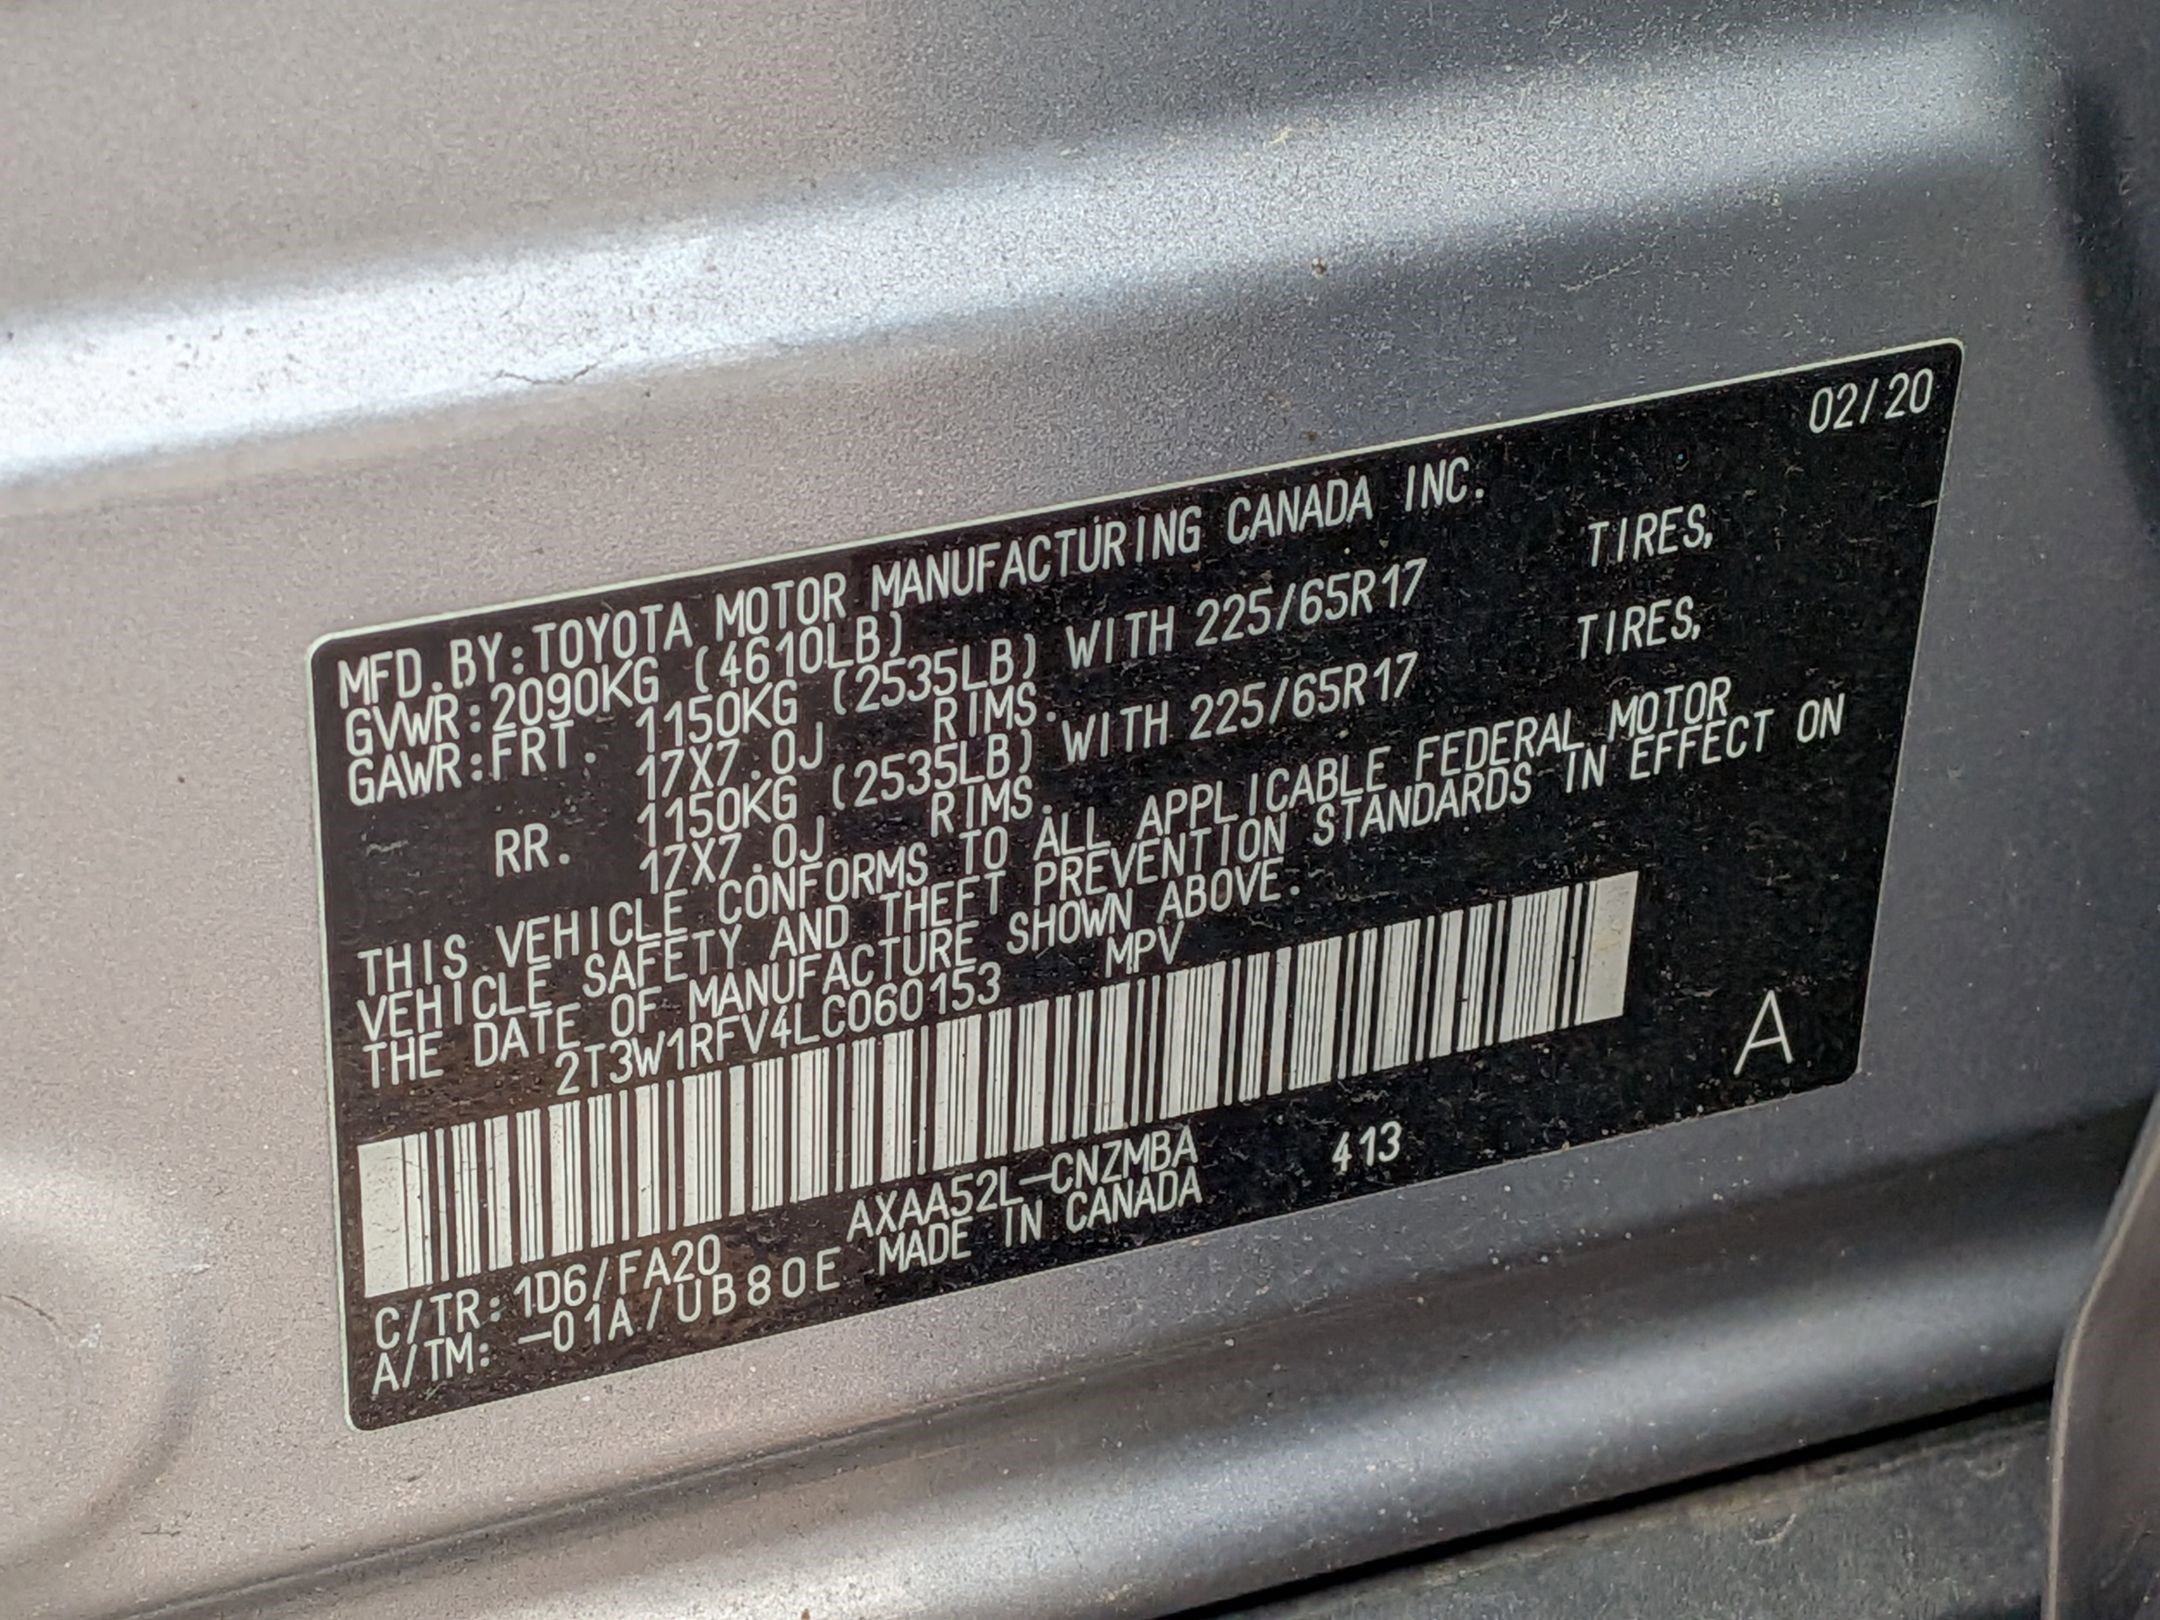 02/20
MFD.BY:TOYOTA MOTOR MANUFACTURING CANADA INC.
GVWR:2090KG (4610LB)
GAWR:FRT. 1150KG (2535LB) WITH 225/65R17 TIRES,
17X7.0J RIMS.
RR. 1150KG (2535LB) WITH 225/65R17 TIRES,
17X7.0J RIMS.
THIS VEHICLE CONFORMS TO ALL APPLICABLE FEDERAL MOTOR
VEHICLE SAFETY AND THEFT PREVENTION STANDARDS IN EFFECT ON
THE DATE OF MANUFACTURE SHOWN ABOVE.
2T3W1RFV4LC060153 MPV
A
C/TR: 1D6/FA20 AXAA52L-CNZMBA 413
A/TM: -01A/UB80E MADE IN CANADA